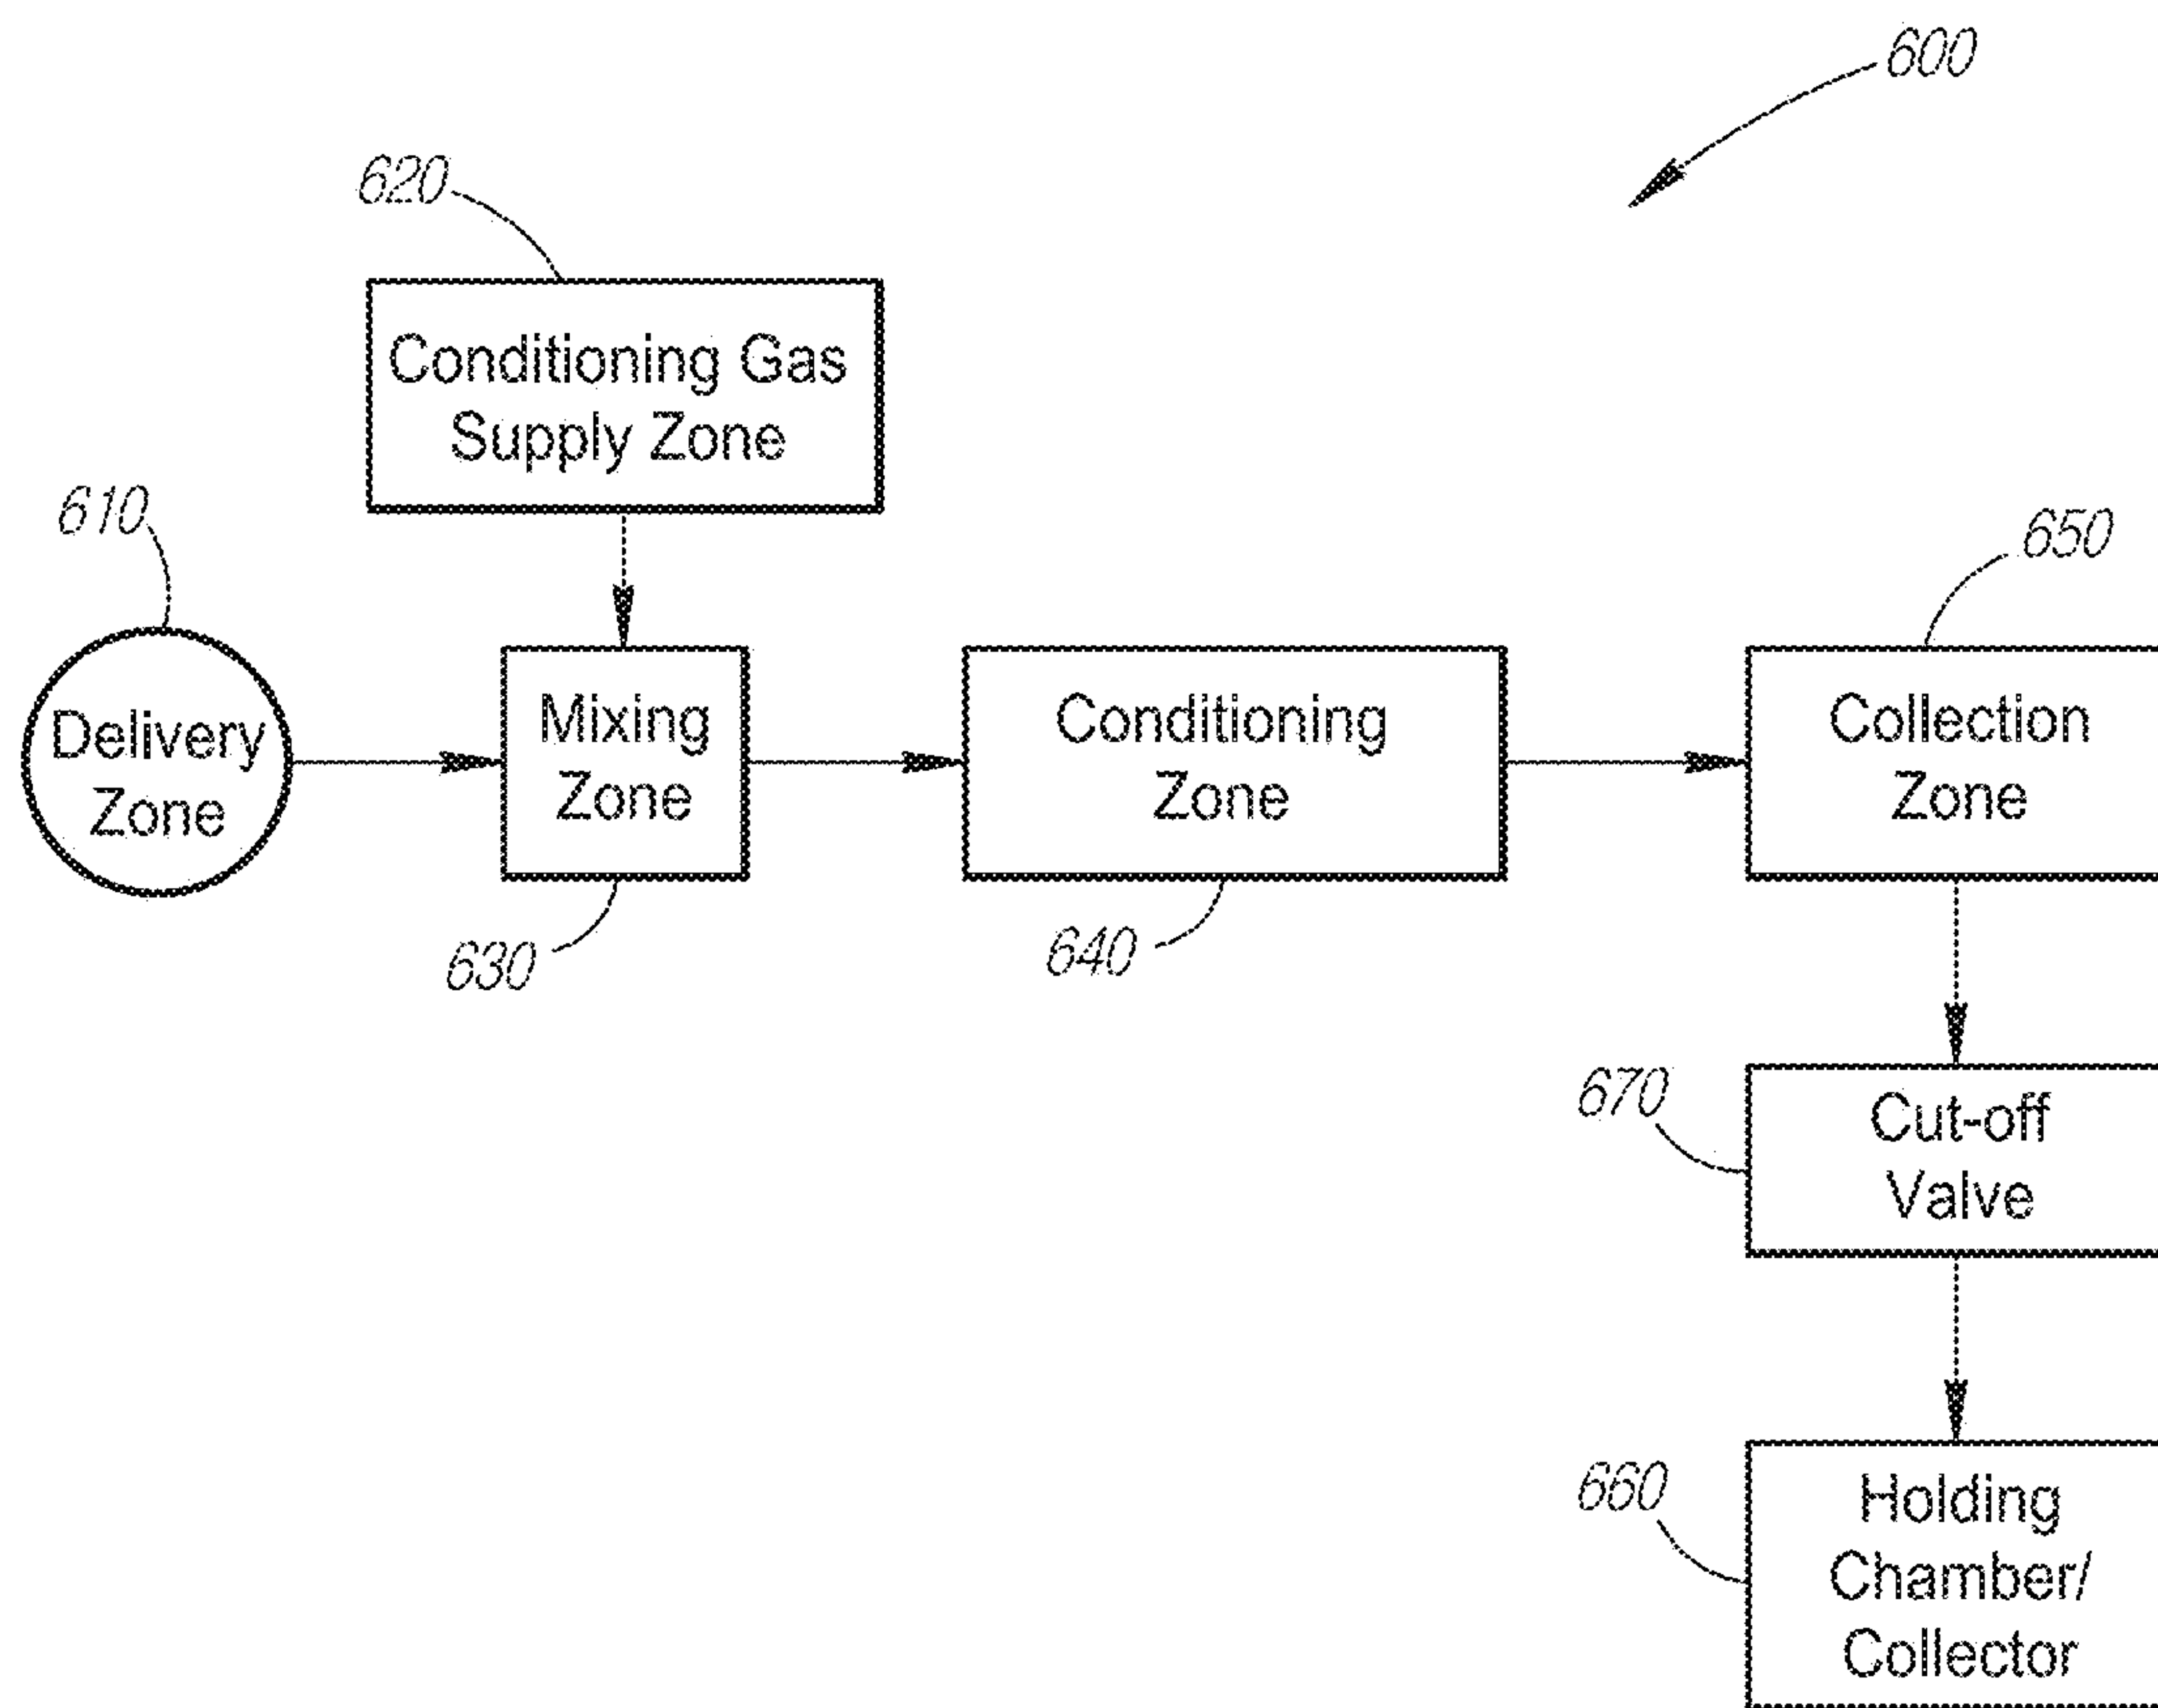 600
620
Conditioning Gas
Supply Zone
610
650
Delivery
Zone
Mixing
Zone
Conditioning
Zone
Collection
Zone
630
640
670
Cut-off
Valve
660
Holding
Chamber/
Collector